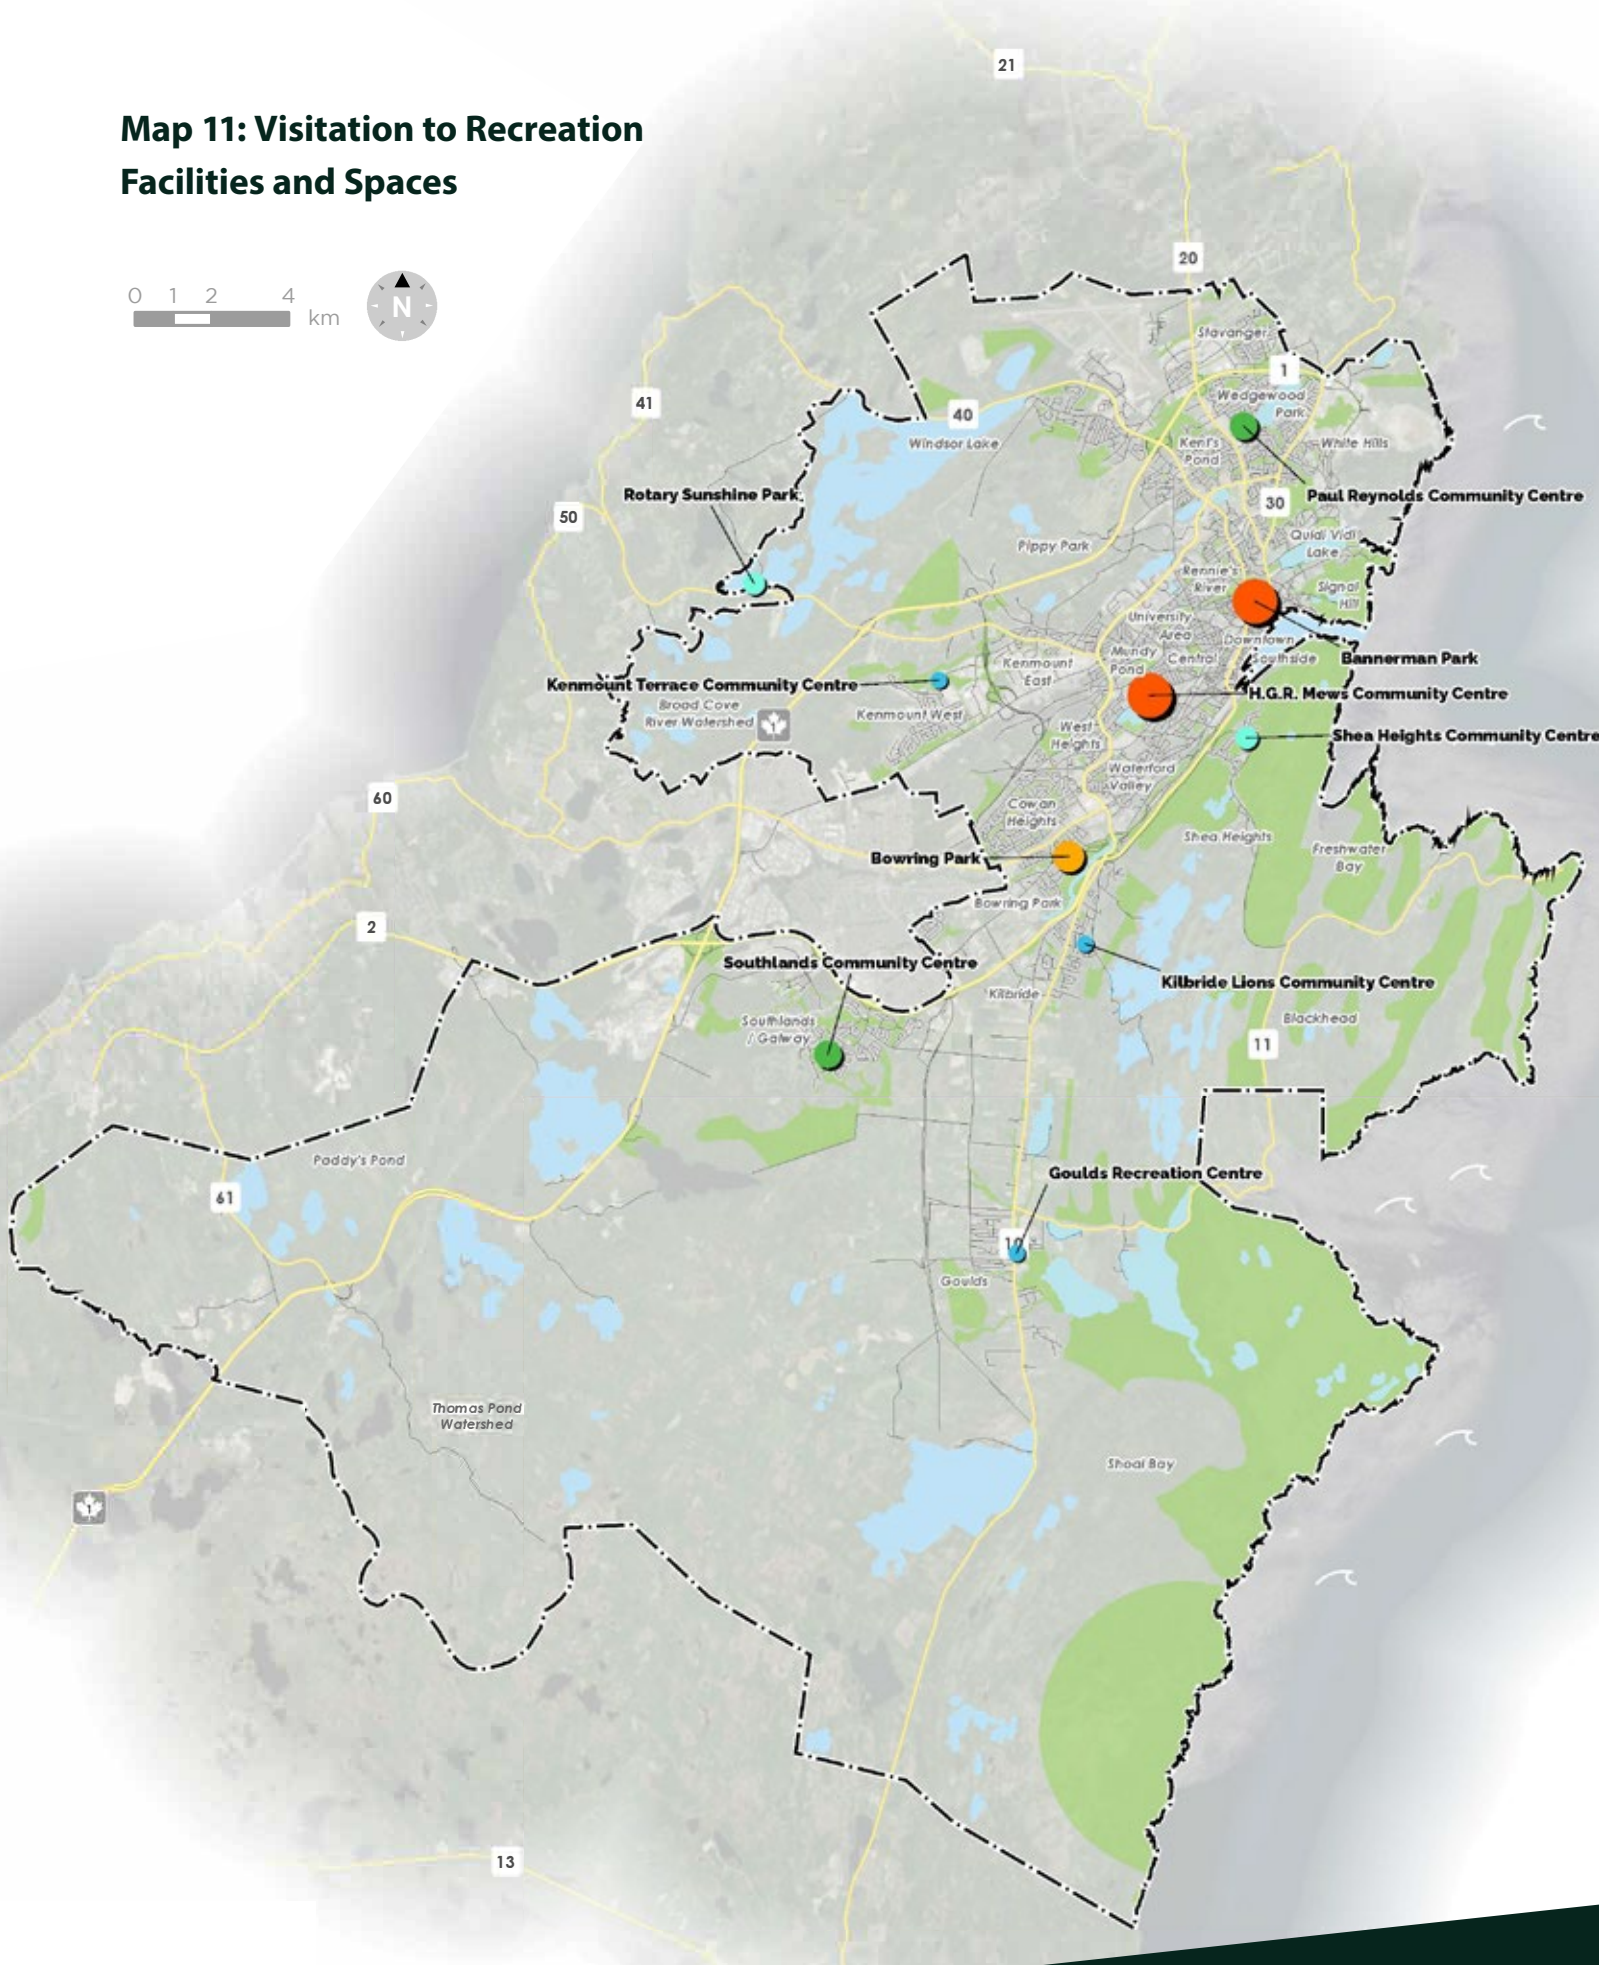 Map 11: Visitation to Recreation
Facilities and Spaces
0 1 2 4
km
N
21
20
Stavanger
1
41
Wedgewood
Park
40
Windsor Lake
Kent's
Pond
White Hills
Rotary Sunshine Park
Paul Reynolds Community Centre
30
50
Quidi Vidi
Lake
Pippy Park
Rennie's
River
Signal
Hill
University
Area
Downtown
Mundy
Pond
Central
Southside
Bannerman Park
Kenmount
East
Kenmount Terrace Community Centre
H.G.R. Mews Community Centre
Broad Cove
River Watershed
1
Kenmount West
West
Heights
Shea Heights Community Centre
Waterford
Valley
60
Cowan
Heights
Shea Heights
Freshwater
Bay
Bowring Park
Bowring Park
2
Southlands Community Centre
Kilbride Lions Community Centre
Kilbride
Southlands
/ Galway
Blackhead
11
Paddy's Pond
Goulds Recreation Centre
61
10
Goulds
Thomas Pond
Watershed
Shoal Bay
1
13